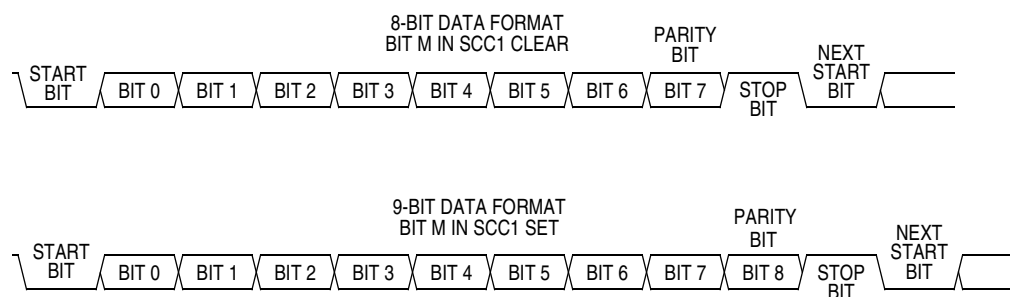 8-BIT DATA FORMAT
BIT M IN SCC1 CLEAR
PARITY
BIT
START
BIT
BIT 0
BIT 1
BIT 2
BIT 3
BIT 4
BIT 5
BIT 6
BIT 7
STOP
BIT
NEXT
START
BIT
9-BIT DATA FORMAT
BIT M IN SCC1 SET
PARITY
BIT
START
BIT
BIT 0
BIT 1
BIT 2
BIT 3
BIT 4
BIT 5
BIT 6
BIT 7
BIT 8
STOP
BIT
NEXT
START
BIT